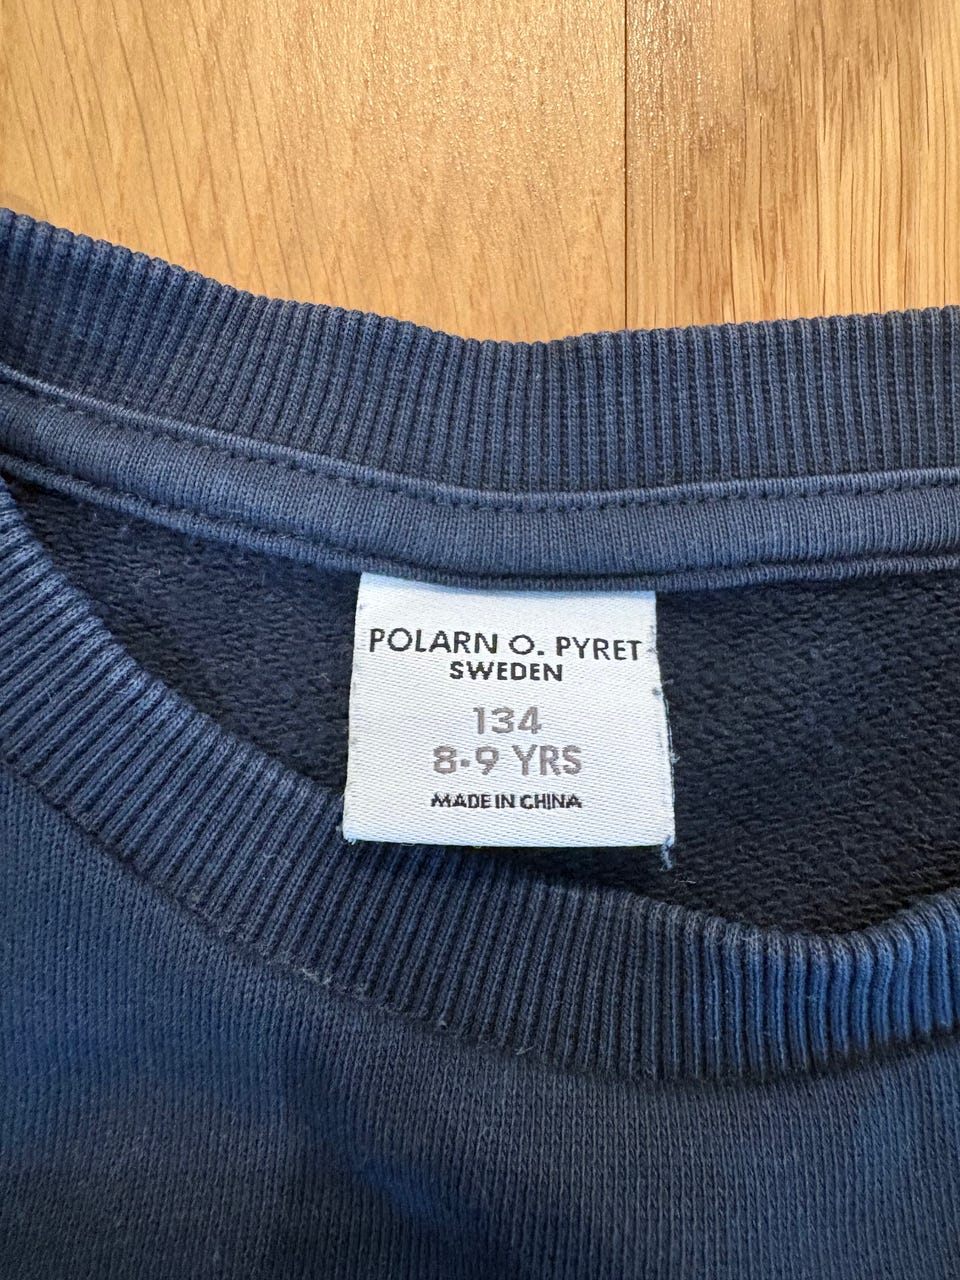 POLARN O. PYRET
SWEDEN
134
8-9 YRS
MADE IN CHINA